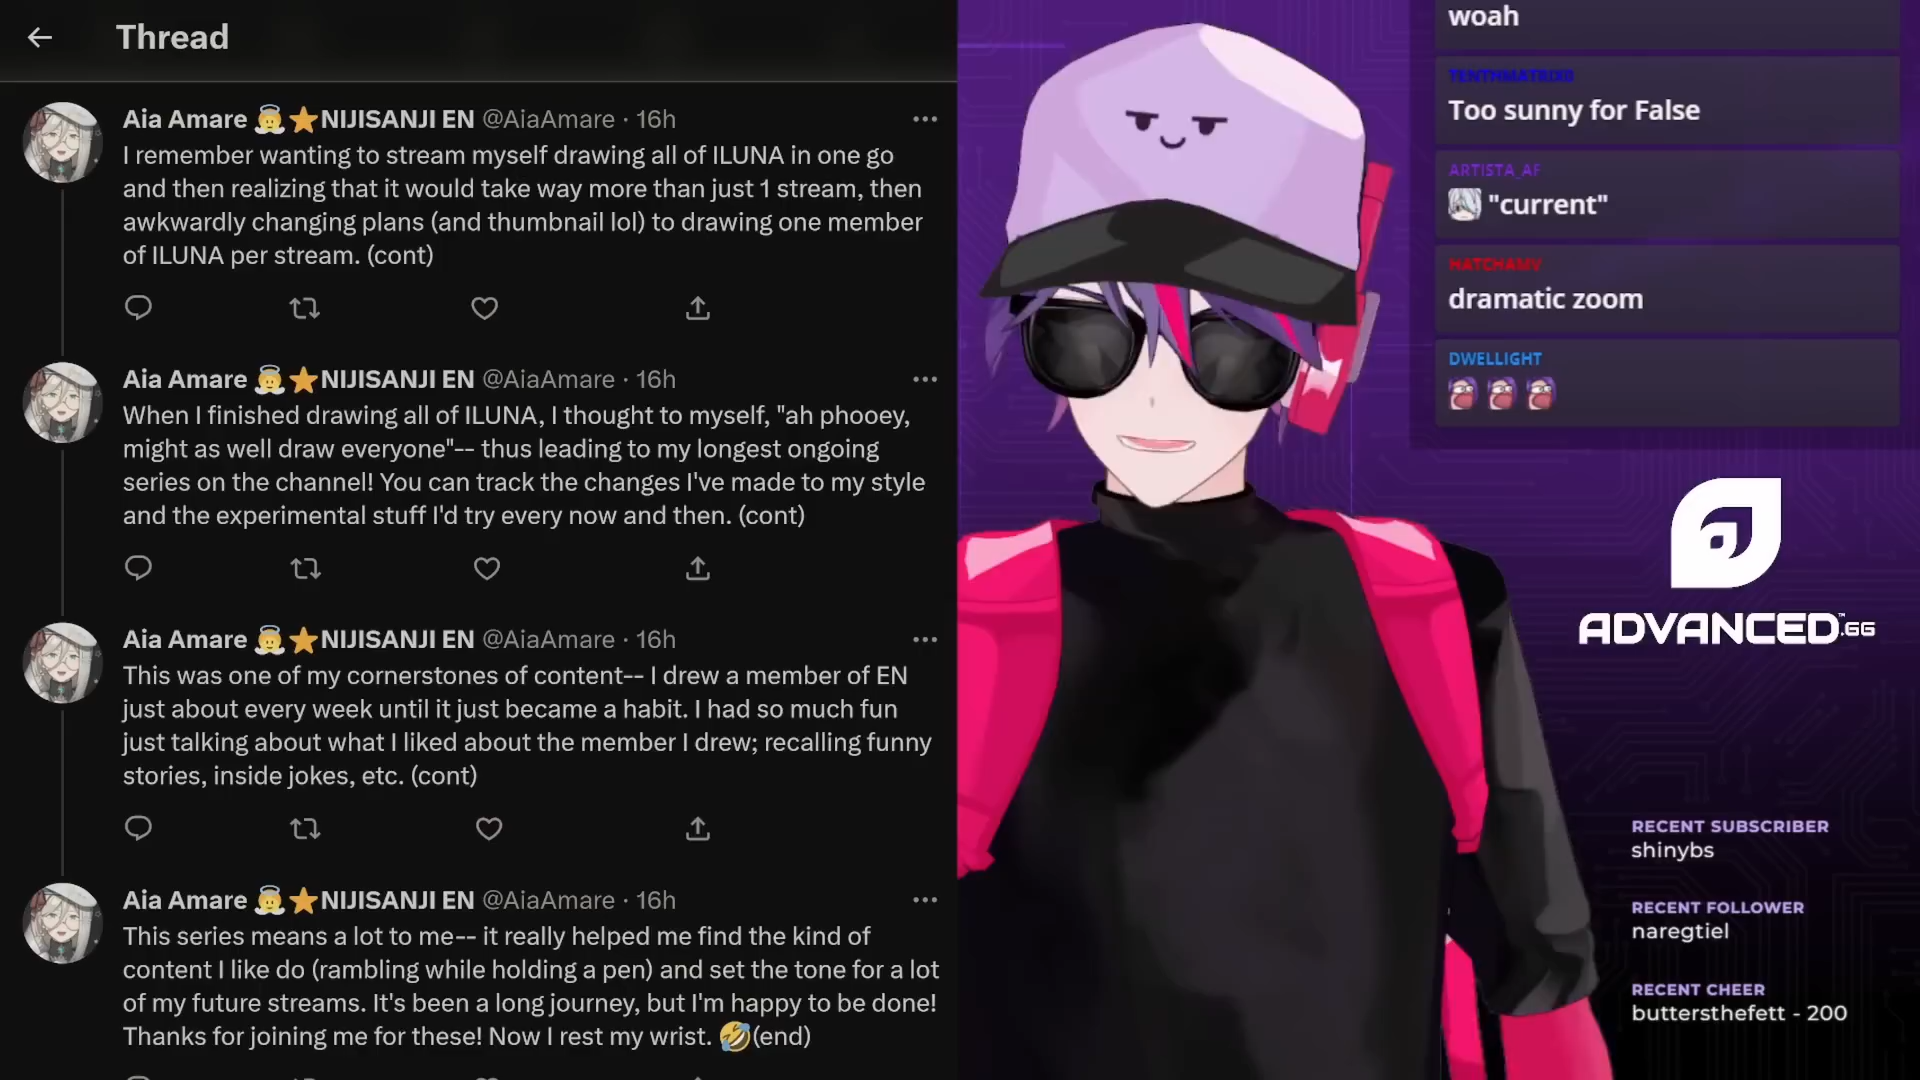 Thread
Aia Amare 👼⭐NIJISANJI EN @AiaAmare · 16h
I remember wanting to stream myself drawing all of ILUNA in one go
and then realizing that it would take way more than just 1 stream, then
awkwardly changing plans (and thumbnail lol) to drawing one member
of ILUNA per stream. (cont)
Aia Amare 👼⭐NIJISANJI EN @AiaAmare · 16h
When I finished drawing all of ILUNA, I thought to myself, "ah phooey,
might as well draw everyone"-- thus leading to my longest ongoing
series on the channel! You can track the changes I've made to my style
and the experimental stuff I'd try every now and then. (cont)
Aia Amare 👼⭐NIJISANJI EN @AiaAmare · 16h
This was one of my cornerstones of content-- I drew a member of EN
just about every week until it just became a habit. I had so much fun
just talking about what I liked about the member I drew; recalling funny
stories, inside jokes, etc. (cont)
Aia Amare 👼⭐NIJISANJI EN @AiaAmare · 16h
This series means a lot to me-- it really helped me find the kind of
content I like do (rambling while holding a pen) and set the tone for a lot
of my future streams. It's been a long journey, but I'm happy to be done!
Thanks for joining me for these! Now I rest my wrist. 🤣(end)
woah
Too sunny for False
ARTISTA_AF
"current"
dramatic zoom
DWELLIGHT
ADVANCED™.GG
RECENT SUBSCRIBER
shinybs
RECENT FOLLOWER
naregtiel
RECENT CHEER
buttersthefett - 200